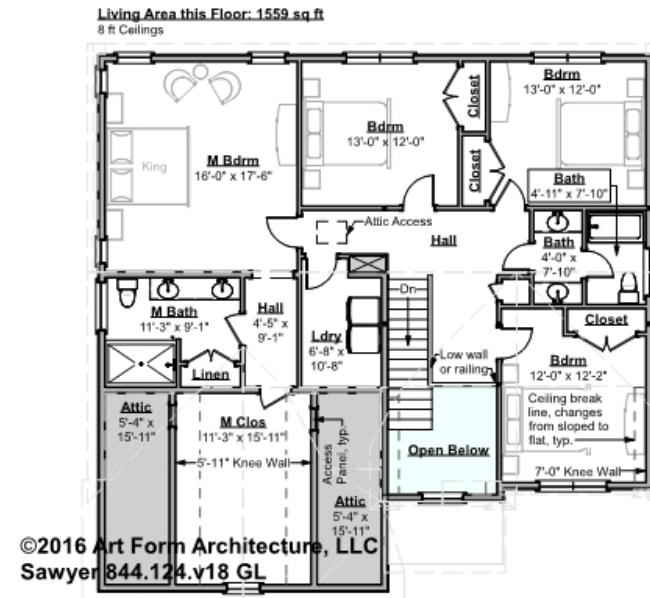 Living Area this Floor: 1559 sq ft
8 ft Ceilings
Bdrm
13'-0" x 12'-0"
Closet
Bdrm
13'-0" x 12'-0"
King
M Bdrm
16'-0" x 17'-6"
Closet
Bath
4'-11" x 7'-10"
Attic Access
Hall
Bath
4'-0" x
7'-10"
Dn
M Bath
11'-3" x 9'-1"
Hall
4'-5" x
9'-1"
Ldry
6'-8" x
10'-8"
Closet
Low wall
or railing
Bdrm
12'-0" x 12'-2"
Linen
Attic
5'-4" x
15'-11"
M Clos
11'-3" x 15'-11"
Access
Panel, typ.
Ceiling break
line, changes
from sloped to
flat, typ.
Open Below
5'-11" Knee Wall
7'-0" Knee Wall
Attic
5'-4" x
15'-11"
©2016 Art Form Architecture, LLC
Sawyer 844.124.v18 GL